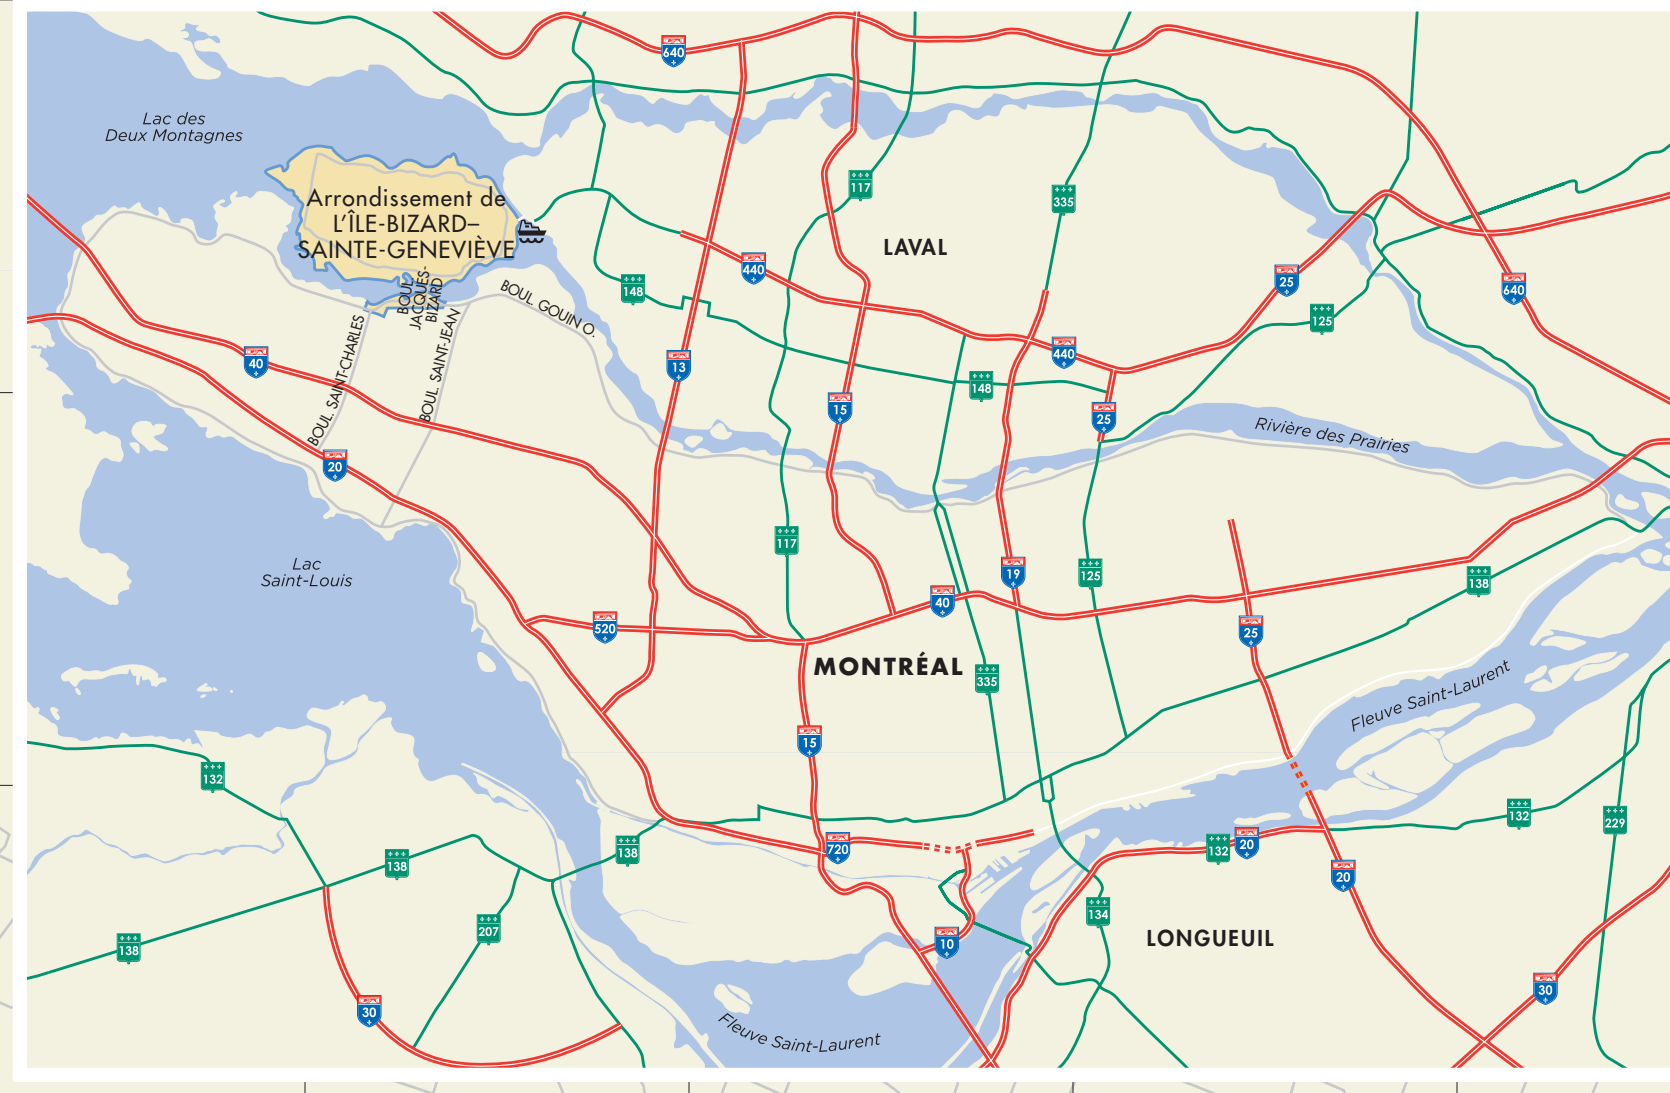 640
Lac des
Deux Montagnes
117
335
Arrondissement de
L'ÎLE-BIZARD–
SAINTE-GENEVIÈVE
LAVAL
440
148
25
640
BOUL.
JACQUES-
BIZARD
BOUL. GOUIN O.
125
40
13
440
BOUL. SAINT-CHARLES
BOUL. SAINT-JEAN
148
15
25
Rivière des Prairies
20
117
Lac
Saint-Louis
19
125
138
40
520
25
MONTRÉAL
335
Fleuve Saint-Laurent
15
132
132
229
138
138
720
132
20
20
134
207
138
10
LONGUEUIL
30
30
Fleuve Saint-Laurent